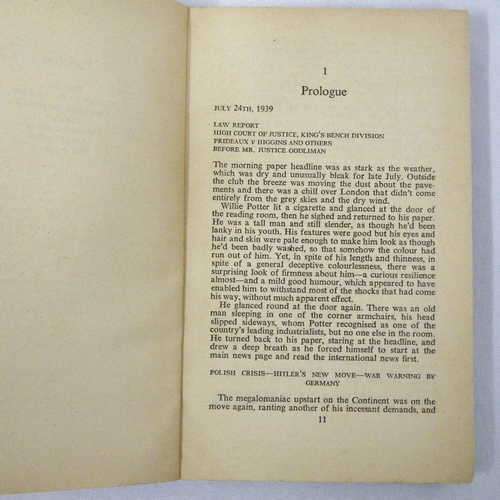 1
Prologue
JULY 24TH, 1939
LAW REPORT
HIGH COURT OF JUSTICE, KING'S BENCH DIVISION
PRIDEAUX V HIGGINS AND OTHERS
BEFORE MR. JUSTICE GODLIMAN
The morning paper headline was as stark as the weather,
which was dry and unusually bleak for late July. Outside
the club the breeze was moving the dust about the pave-
ments and there was a chill over London that didn't come
entirely from the grey skies and the dry wind.
Willie Potter lit a cigarette and glanced at the door of
the reading room, then he sighed and returned to his paper.
He was a tall man and still slender, as though he'd been
lanky in his youth. His features were good but his eyes and
hair and skin were pale enough to make him look as though
he'd been badly washed, so that somehow the colour had
run out of him. Yet, in spite of his length and thinness, in
spite of a general deceptive colourlessness, there was a
surprising look of firmness about him—a curious resilience
almost—and a mild good humour, which appeared to have
enabled him to withstand most of the shocks that had come
his way, without much apparent effect.
He glanced round at the door again. There was an old
man sleeping in one of the corner armchairs, his head
slipped sideways, whom Potter recognised as one of the
country's leading industrialists, but no one else in the room.
He turned back to his paper, staring at the headline, and
drew a deep breath as he forced himself to start at the
main news page and read the international news first.
POLISH CRISIS—HITLER'S NEW MOVE—WAR WARNING BY
GERMANY
The megalomaniac upstart on the Continent was on the
move again, ranting another of his incessant demands, and
11